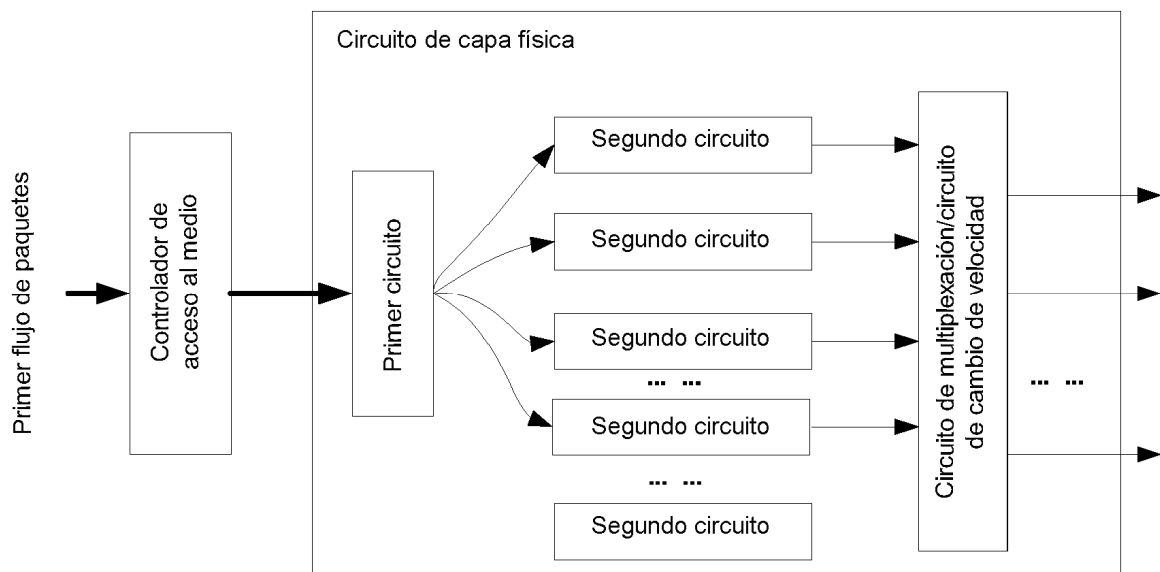 Circuito de capa física
Primer flujo de paquetes
Controlador de
acceso al medio
Primer circuito
Segundo circuito
Segundo circuito
Segundo circuito
... ...
Segundo circuito
... ...
Segundo circuito
Circuito de multiplexación/circuito
de cambio de velocidad
... ...